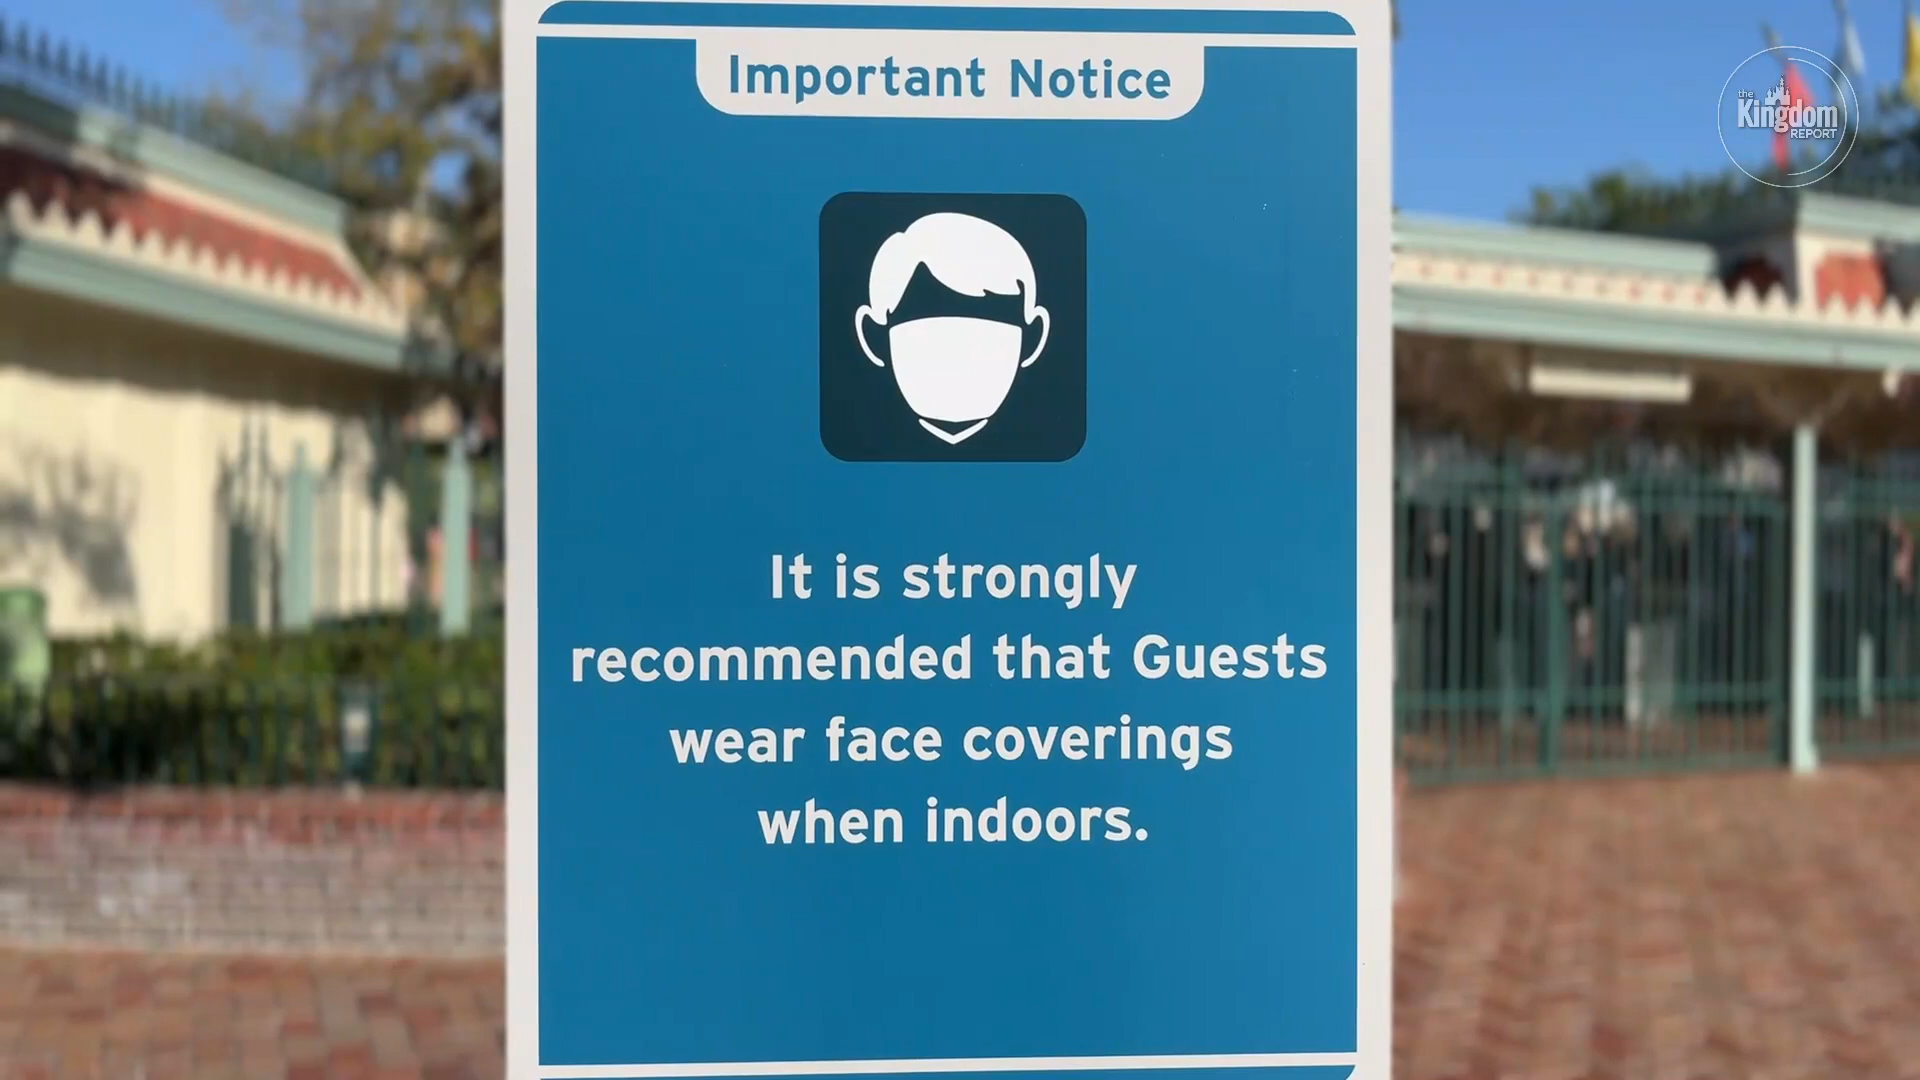 Important Notice
the
Kingdom
REPORT
It is strongly
recommended that Guests
wear face coverings
when indoors.